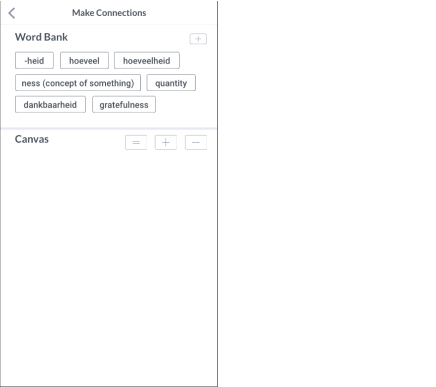 Make Connections
Word Bank
+
-heid hoeveel hoeveelheid
ness (concept of something) quantity
dankbaarheid gratefulness
Canvas = + −